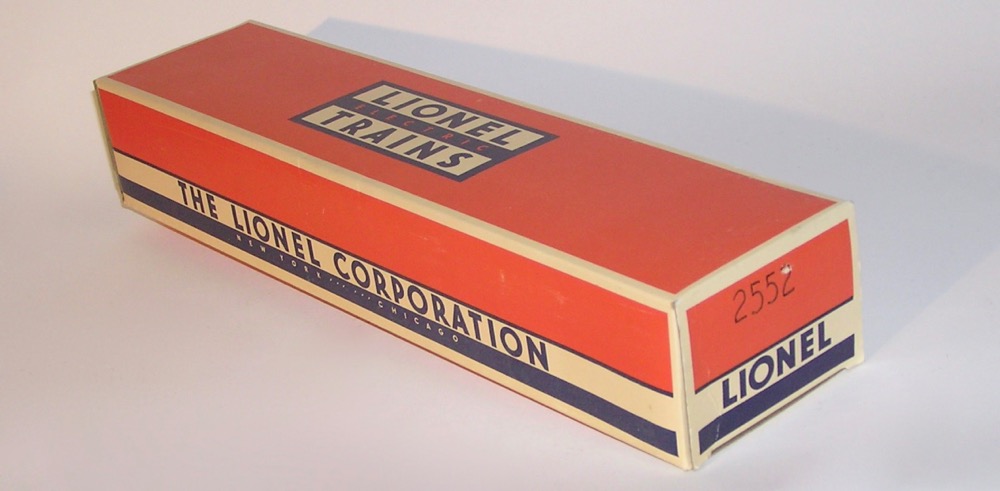 LIONEL
ELECTRIC
TRAINS
THE LIONEL CORPORATION
NEW YORK......CHICAGO
2552
LIONEL